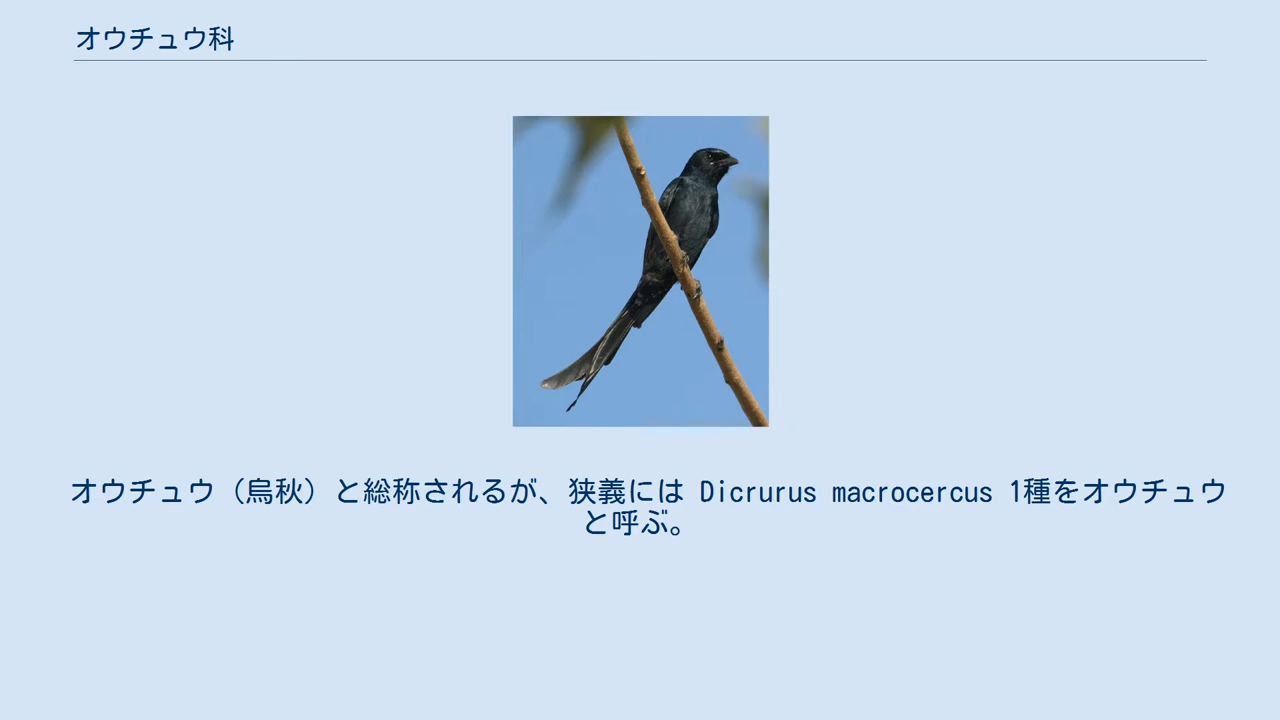 オウチュウ科
オウチュウ（烏秋）と総称されるが、狭義には Dicrurus macrocercus 1種をオウチュウ
と呼ぶ。